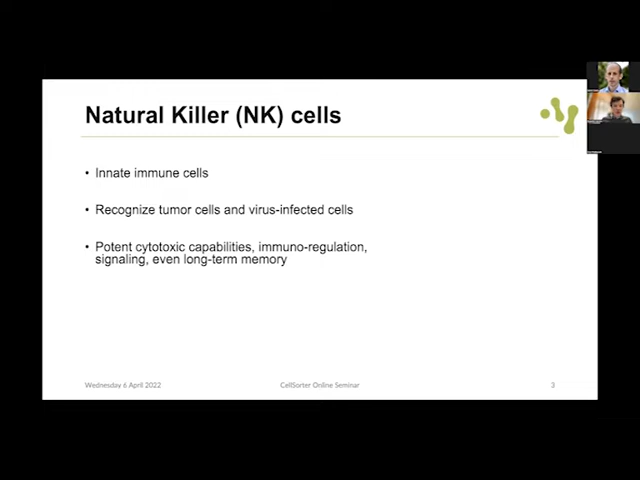 Natural Killer (NK) cells
• Innate immune cells
• Recognize tumor cells and virus-infected cells
• Potent cytotoxic capabilities, immuno-regulation,
signaling, even long-term memory
Wednesday 6 April 2022
CellSorter Online Seminar
3